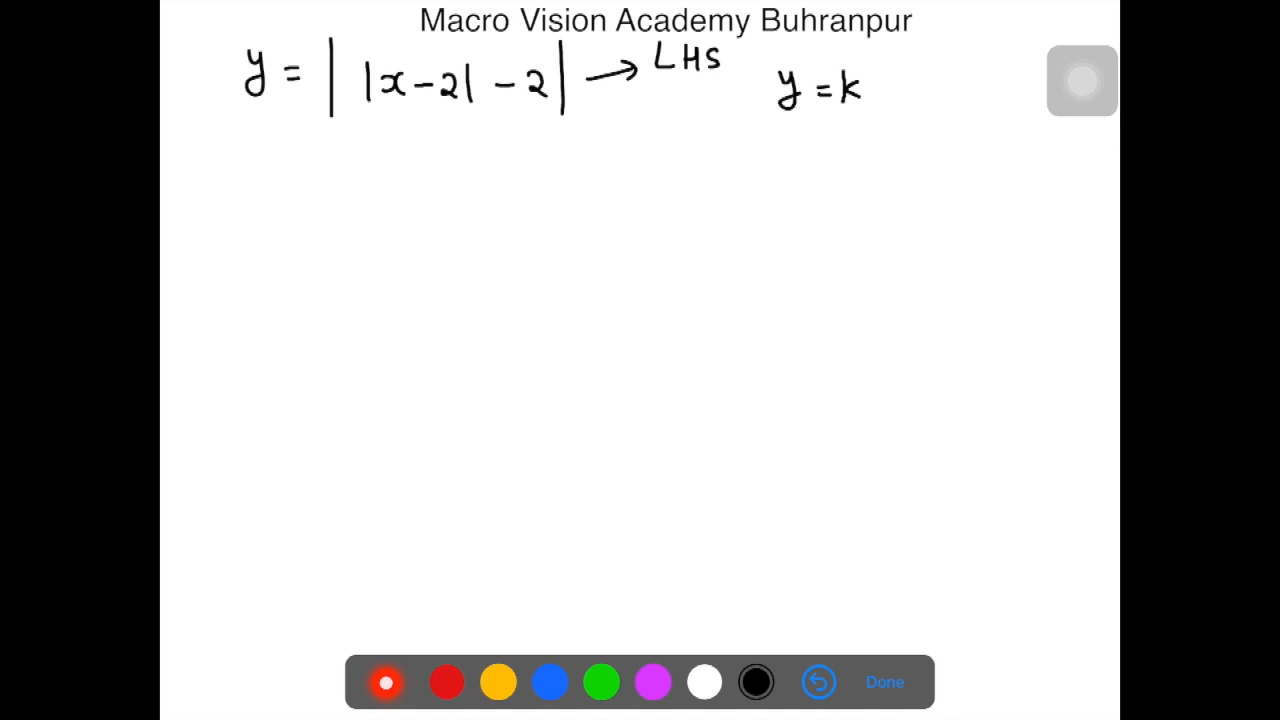 Macro Vision Academy Buhranpur
y = | |x-2| - 2 | → LHS y = k
Done